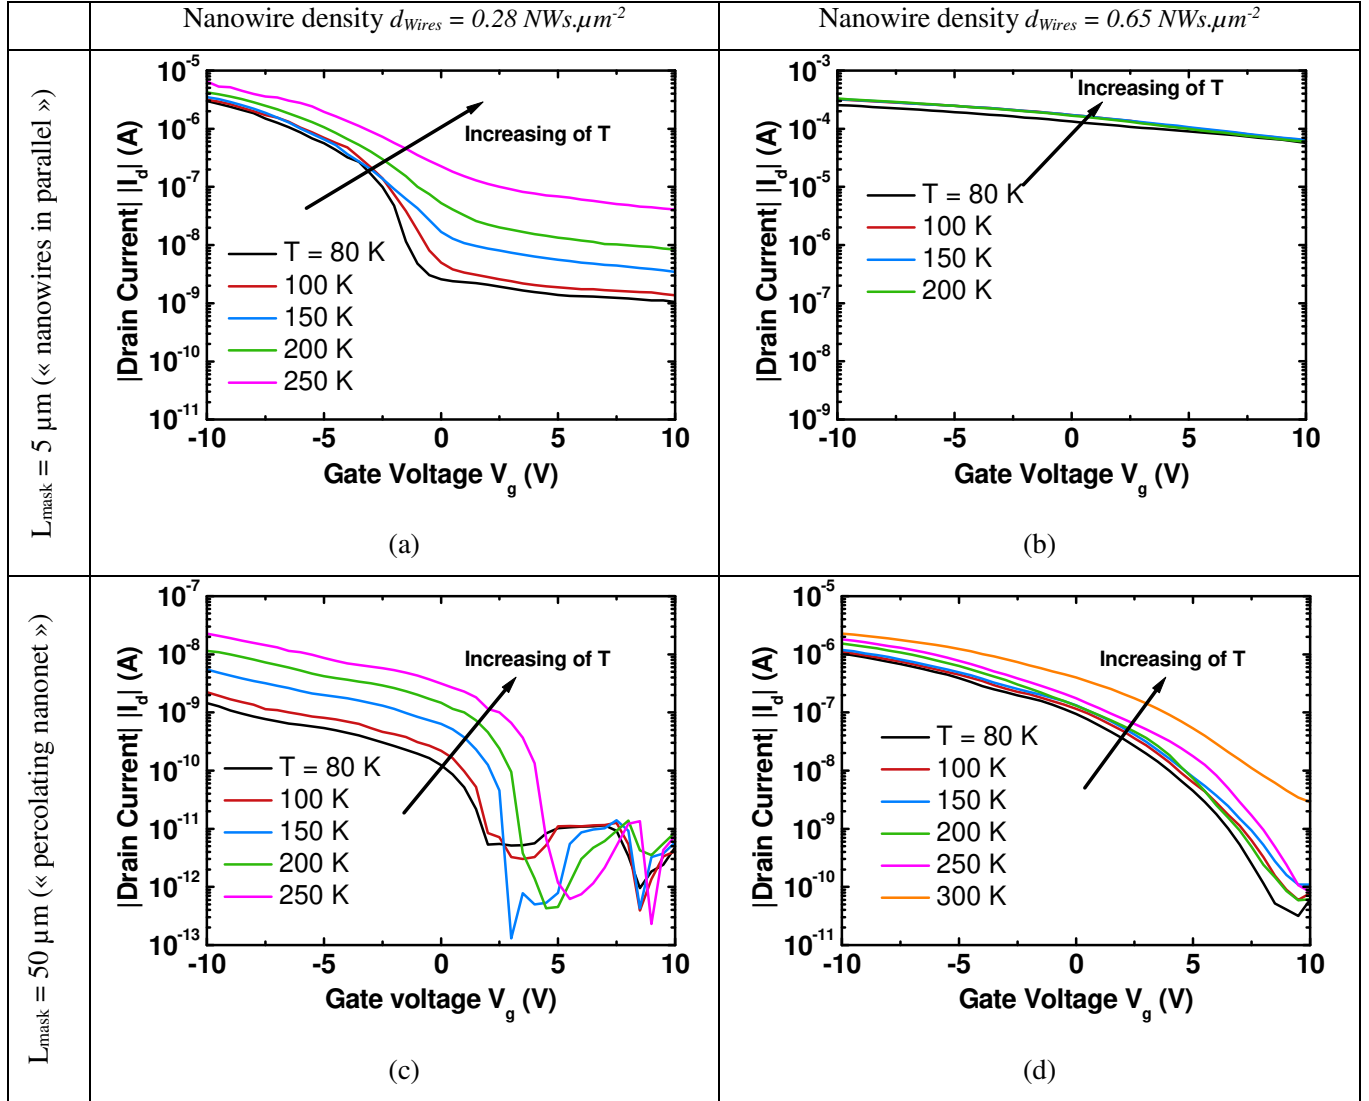 Nanowire density dWires = 0.28 NWs.µm-2
Nanowire density dWires = 0.65 NWs.µm-2
Lmask = 5 µm (« nanowires in parallel »)
|Drain Current| |Id| (A)
10-5
10-6
10-7
10-8
10-9
10-10
10-11
Increasing of T
T = 80 K
100 K
150 K
200 K
250 K
-10 -5 0 5 10
Gate Voltage Vg (V)
(a)
|Drain Current| |Id| (A)
10-3
10-4
10-5
10-6
10-7
10-8
10-9
Increasing of T
T = 80 K
100 K
150 K
200 K
-10 -5 0 5 10
Gate Voltage Vg (V)
(b)
Lmask = 50 µm (« percolating nanonet »)
|Drain Current| |Id| (A)
10-7
10-8
10-9
10-10
10-11
10-12
10-13
Increasing of T
T = 80 K
100 K
150 K
200 K
250 K
-10 -5 0 5 10
Gate voltage Vg (V)
(c)
|Drain Current| |Id| (A)
10-5
10-6
10-7
10-8
10-9
10-10
10-11
Increasing of T
T = 80 K
100 K
150 K
200 K
250 K
300 K
-10 -5 0 5 10
Gate Voltage Vg (V)
(d)